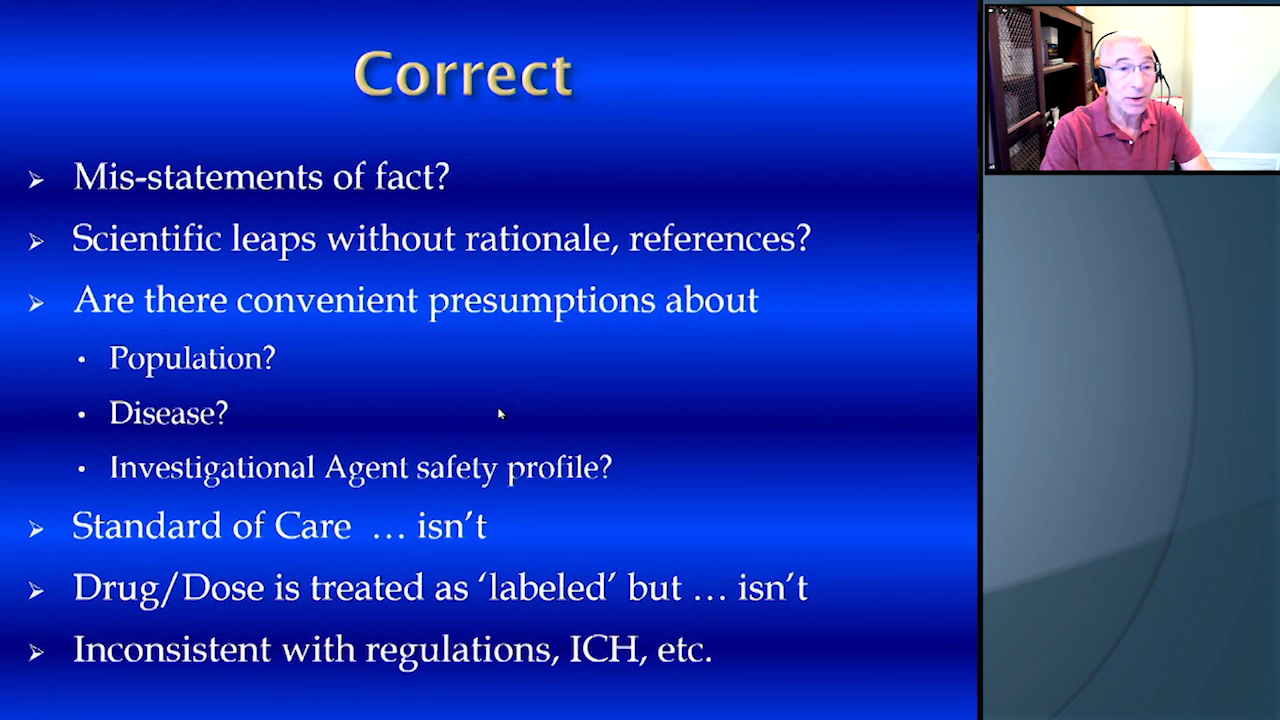 Correct
Mis-statements of fact?
Scientific leaps without rationale, references?
Are there convenient presumptions about
Population?
Disease?
Investigational Agent safety profile?
Standard of Care … isn’t
Drug/Dose is treated as ‘labeled’ but … isn’t
Inconsistent with regulations, ICH, etc.